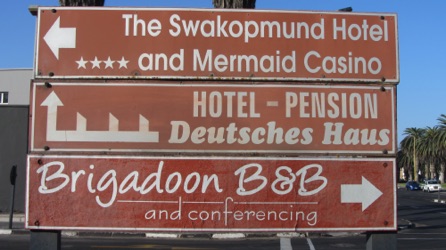 The Swakopmund Hotel
and Mermaid Casino
HOTEL - PENSION
Deutsches Haus
Brigadoon B&B
and conferencing